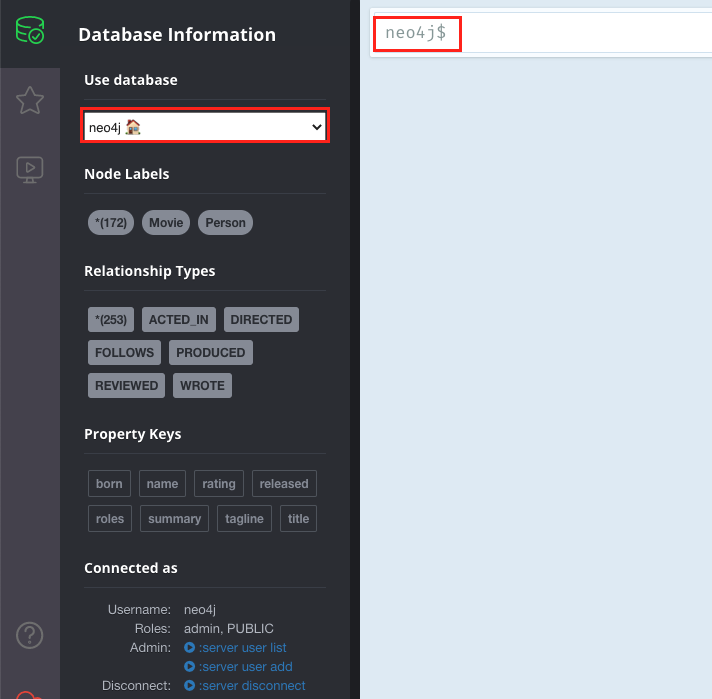 Database Information
neo4j$
Use database
neo4j
Node Labels
*(172) Movie Person
Relationship Types
*(253) ACTED_IN DIRECTED
FOLLOWS PRODUCED
REVIEWED WROTE
Property Keys
born name rating released
roles summary tagline title
Connected as
Username: neo4j
Roles: admin, PUBLIC
Admin: :server user list
:server user add
Disconnect: :server disconnect